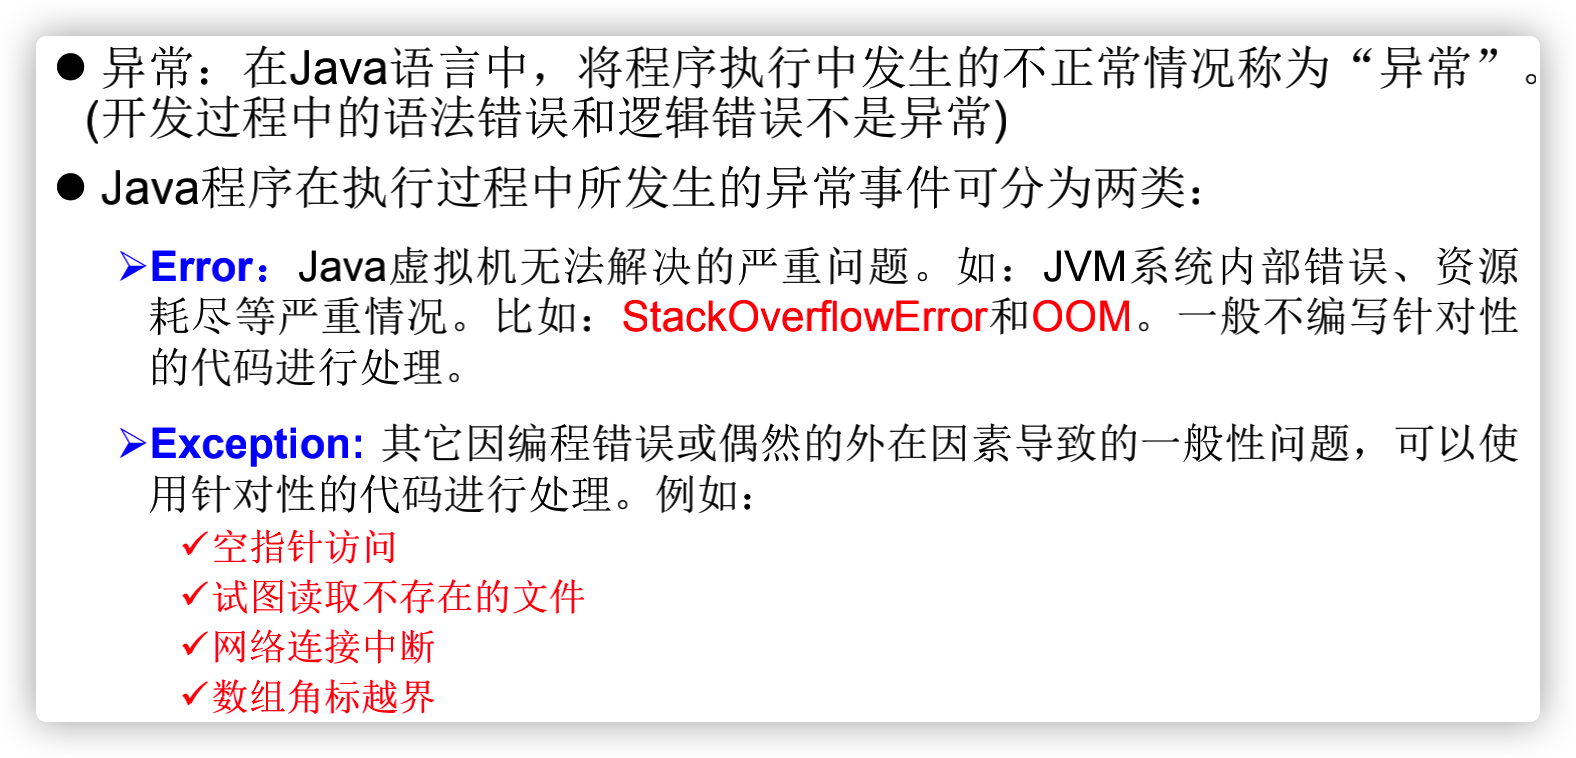 ● 异常：在Java语言中，将程序执行中发生的不正常情况称为“异常”。
(开发过程中的语法错误和逻辑错误不是异常)
● Java程序在执行过程中所发生的异常事件可分为两类：
➢Error：Java虚拟机无法解决的严重问题。如：JVM系统内部错误、资源
耗尽等严重情况。比如：StackOverflowError和OOM。一般不编写针对性
的代码进行处理。
➢Exception: 其它因编程错误或偶然的外在因素导致的一般性问题，可以使
用针对性的代码进行处理。例如：
✓空指针访问
✓试图读取不存在的文件
✓网络连接中断
✓数组角标越界